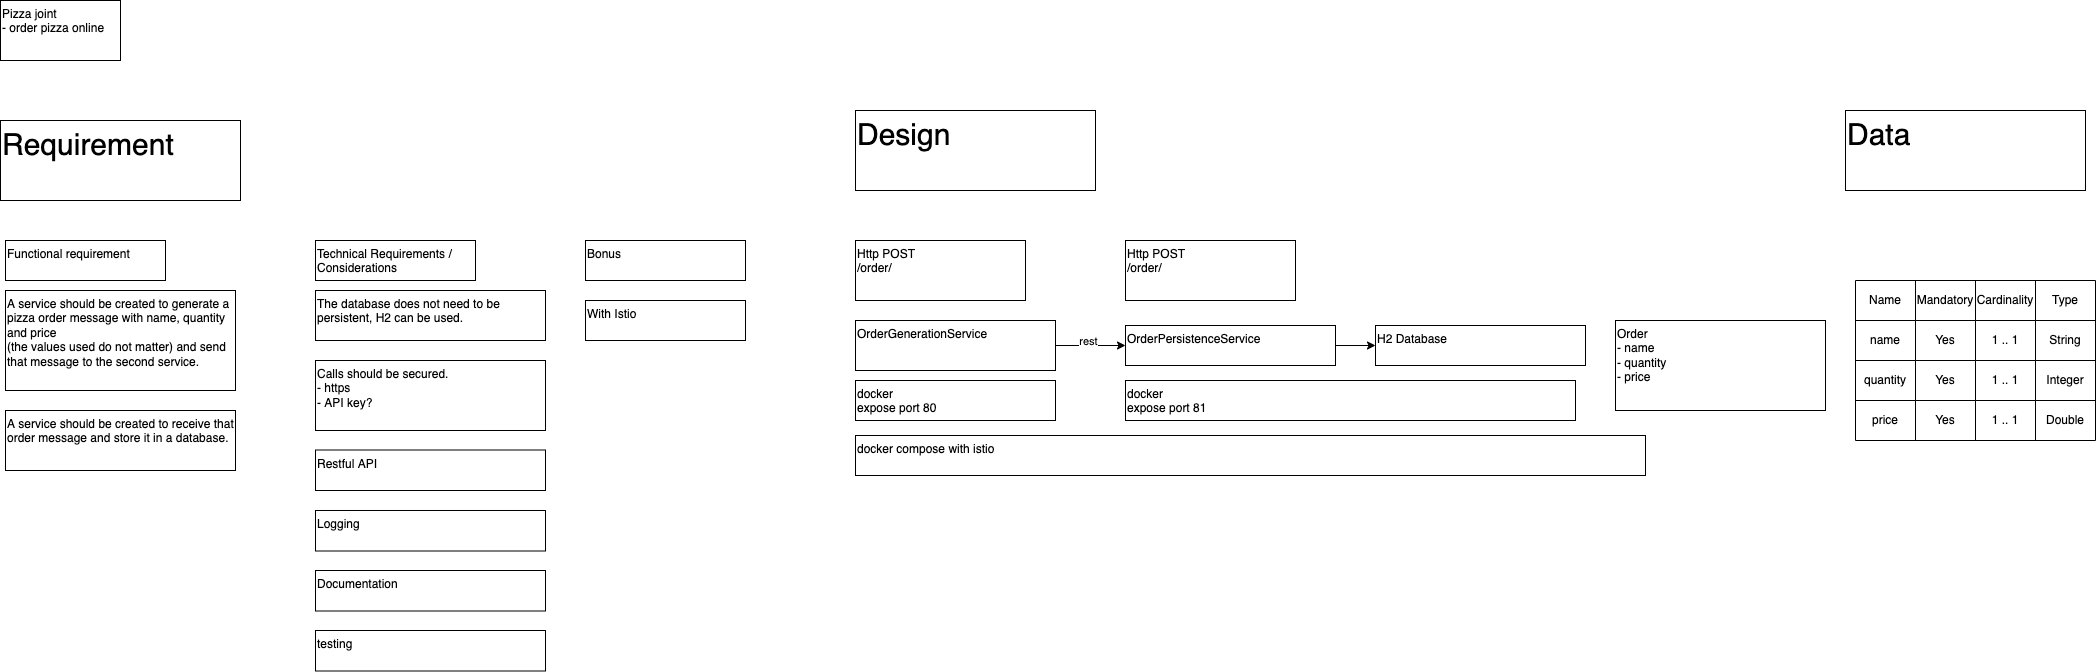 Pizza joint
- order pizza online
Requirement
Design
Data
Functional requirement
A service should be created to generate a
pizza order message with name, quantity
and price
(the values used do not matter) and send
that message to the second service.
A service should be created to receive that
order message and store it in a database.
Technical Requirements /
Considerations
The database does not need to be
persistent, H2 can be used.
Calls should be secured.
- https
- API key?
Restful API
Logging
Documentation
testing
Bonus
With Istio
Http POST
/order/
Http POST
/order/
OrderGenerationService
rest
OrderPersistenceService
H2 Database
docker
expose port 80
docker
expose port 81
docker compose with istio
Order
- name
- quantity
- price
Name Mandatory Cardinality Type
name Yes 1 .. 1 String
quantity Yes 1 .. 1 Integer
price Yes 1 .. 1 Double